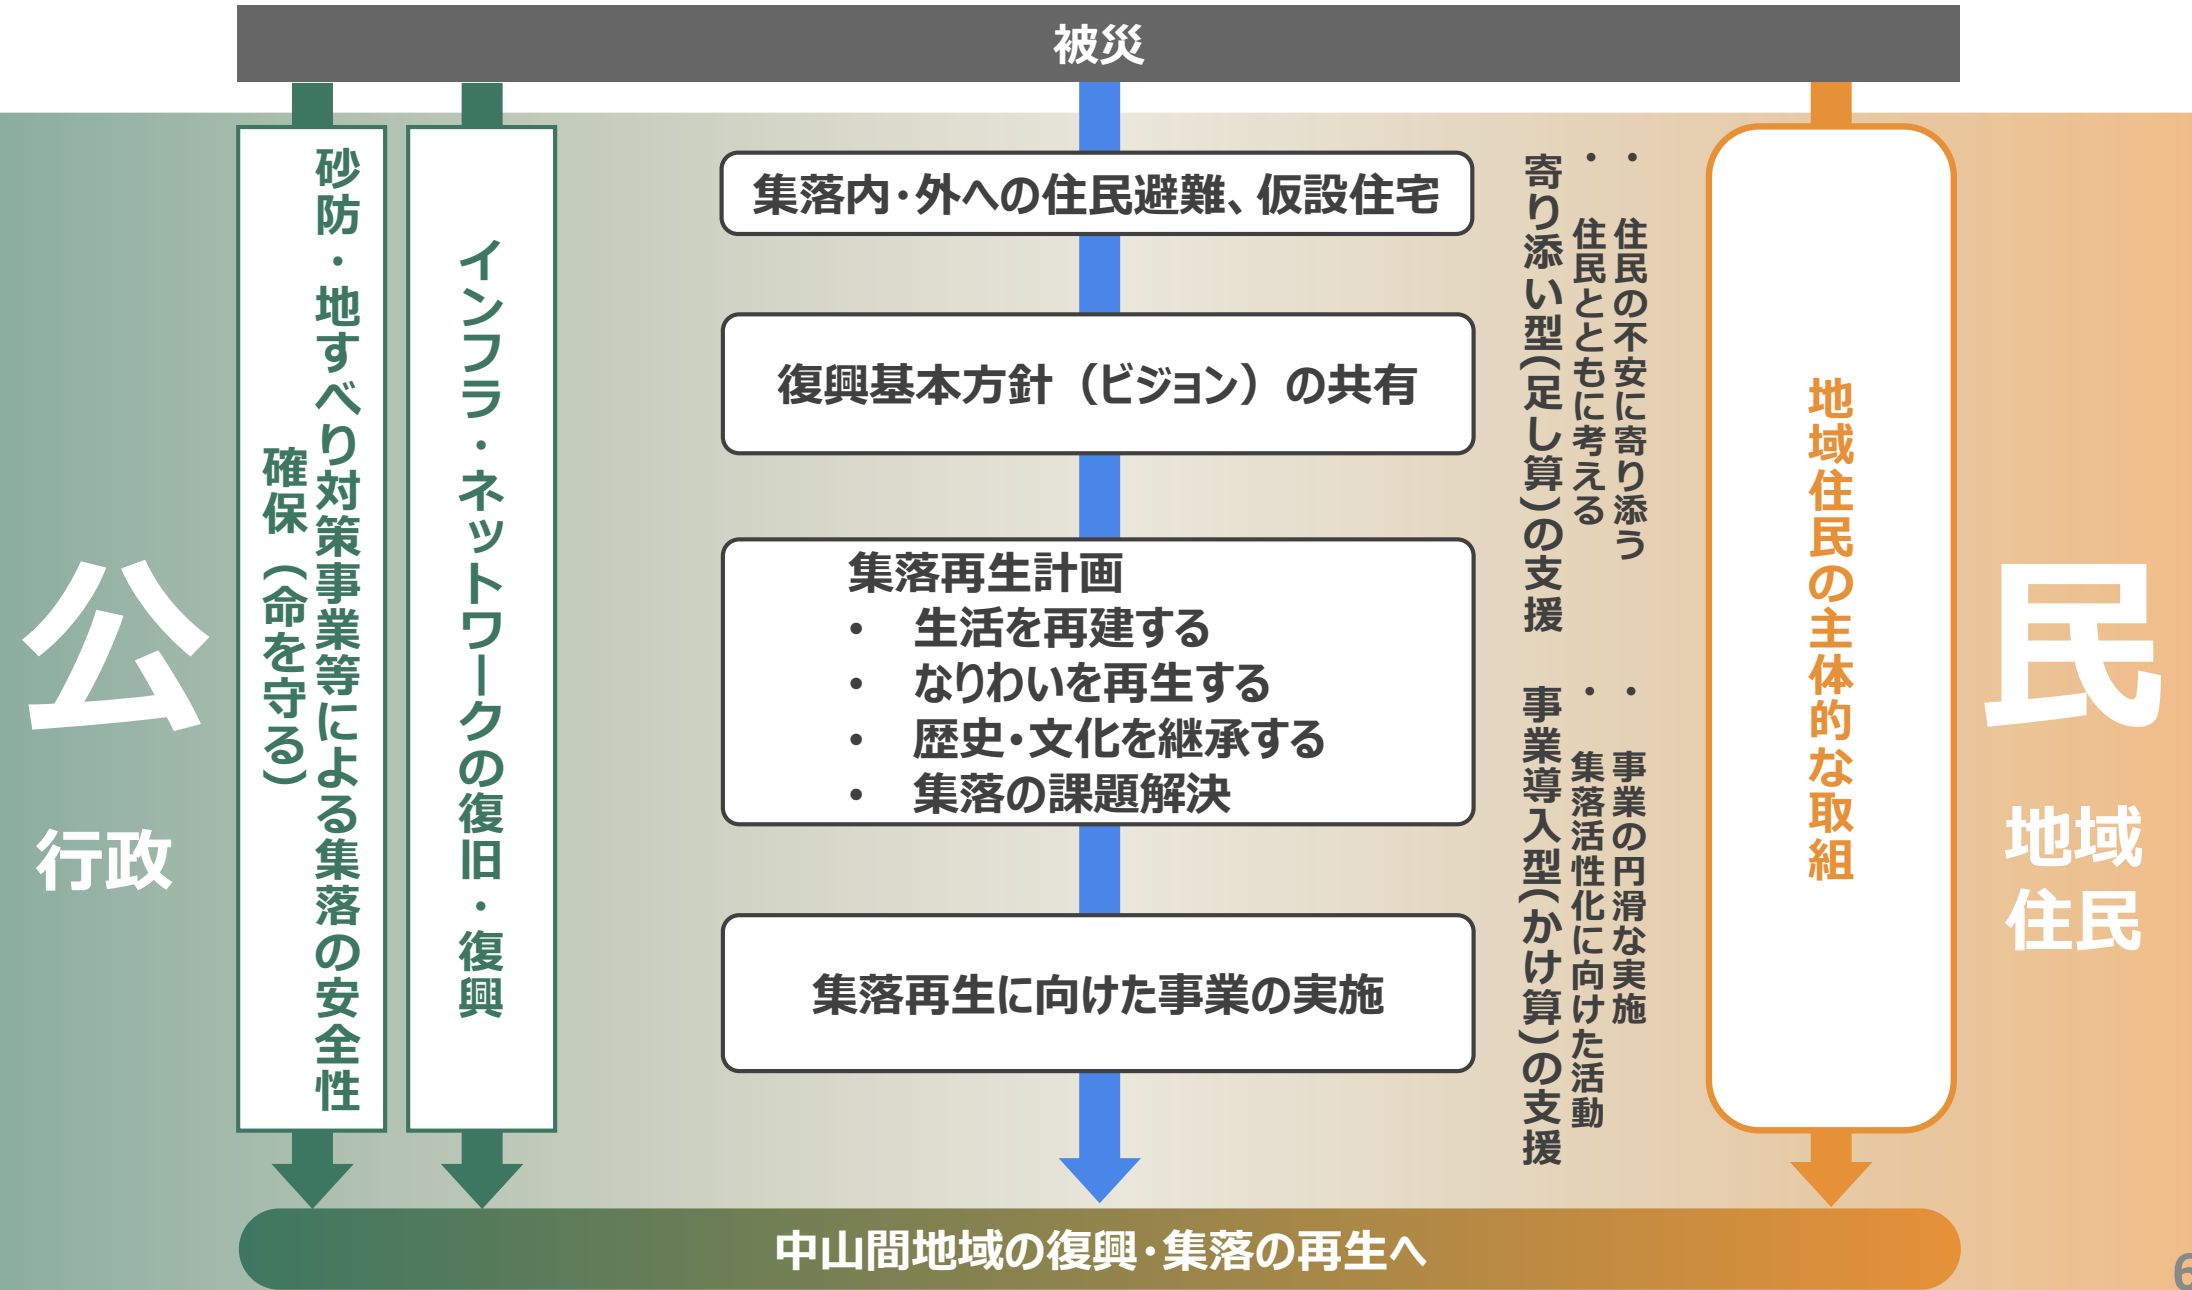 被災
公
行政
砂防・地すべり対策事業等による集落の安全性
確保（命を守る）
インフラ・ネットワークの復旧・復興
集落内・外への住民避難、仮設住宅
復興基本方針（ビジョン）の共有
集落再生計画
• 生活を再建する
• なりわいを再生する
• 歴史・文化を継承する
• 集落の課題解決
集落再生に向けた事業の実施
• 住民の不安に寄り添う
• 住民とともに考える
寄り添い型（足し算）の支援
• 事業の円滑な実施
• 集落活性化に向けた活動
事業導入型（かけ算）の支援
地域住民の主体的な取組
民
地域
住民
中山間地域の復興・集落の再生へ
6